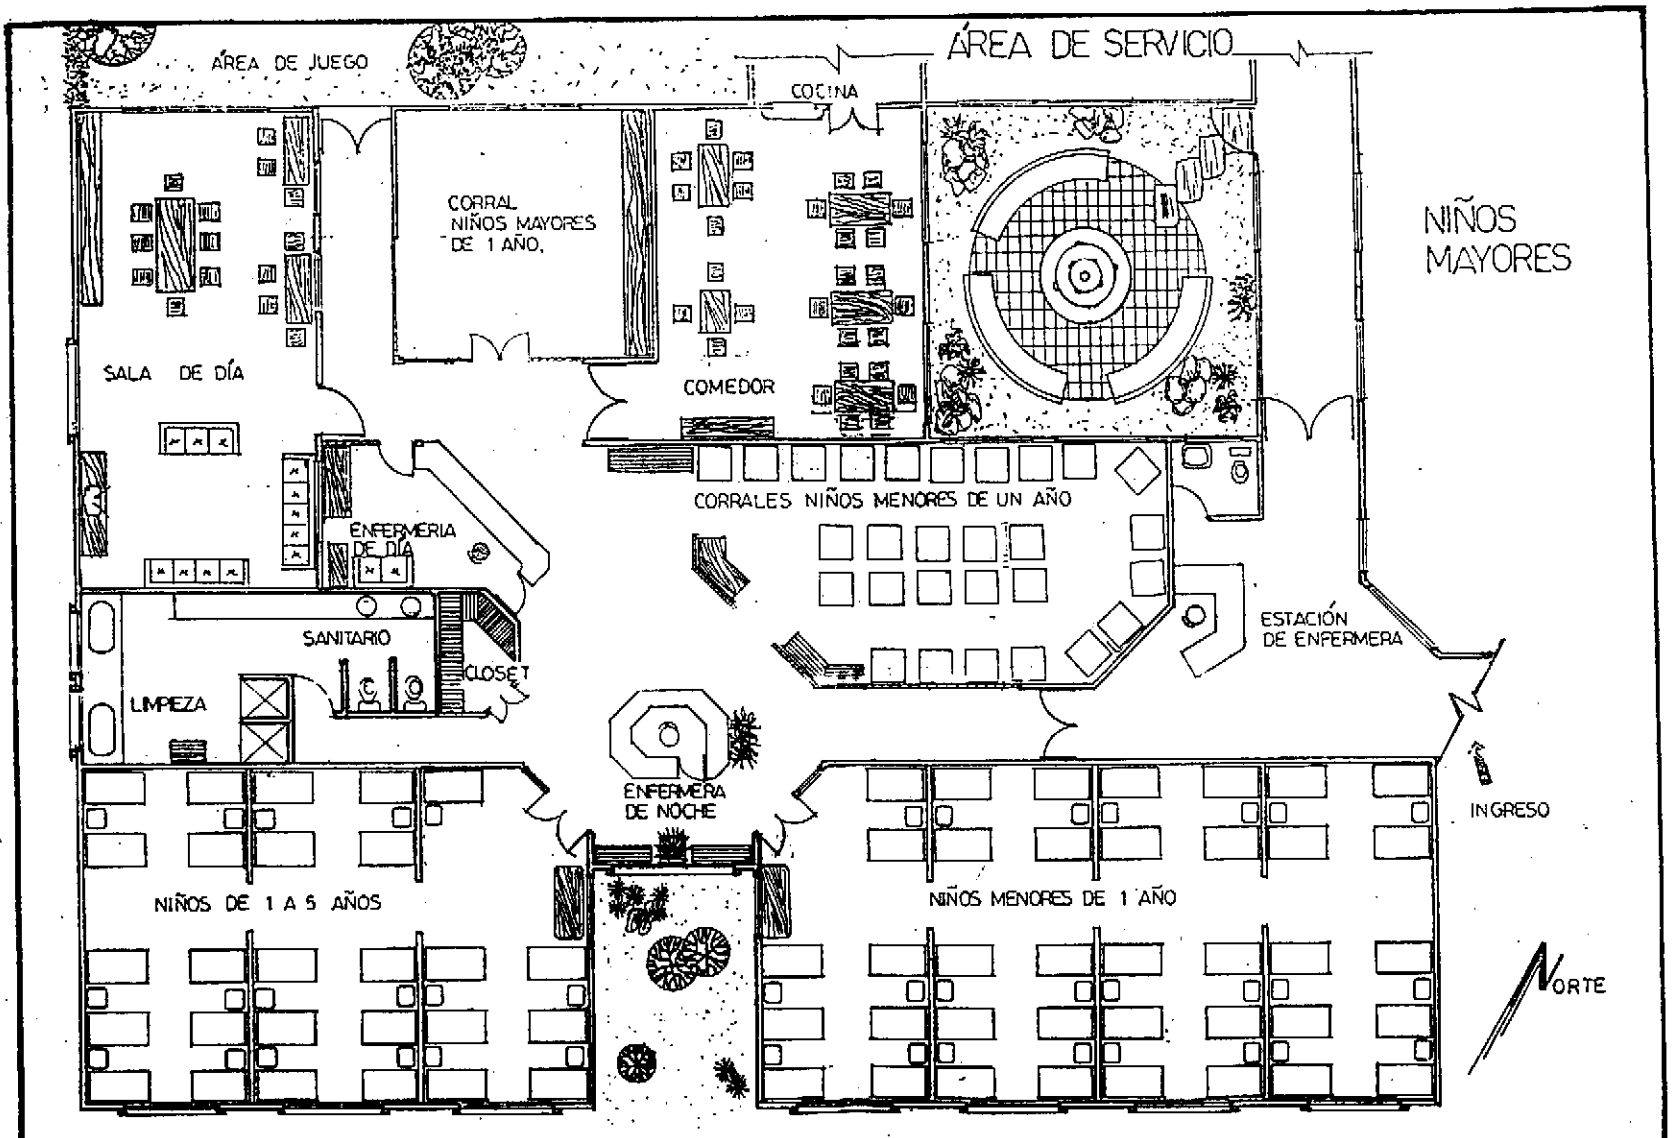 ÁREA DE SERVICIO
ÁREA DE JUEGO
COCINA
CORRAL
NIÑOS MAYORES
DE 1 AÑO.
NIÑOS
MAYORES
SALA DE DÍA
COMEDOR
CORRALES NIÑOS MENORES DE UN AÑO
ENFERMERIA
DE DÍA
ESTACIÓN
DE ENFERMERA
SANITARIO
CLOSET
LIMPIEZA
ENFERMERA
DE NOCHE
INGRESO
NIÑOS DE 1 A 5 AÑOS
NIÑOS MENORES DE 1 AÑO
NORTE